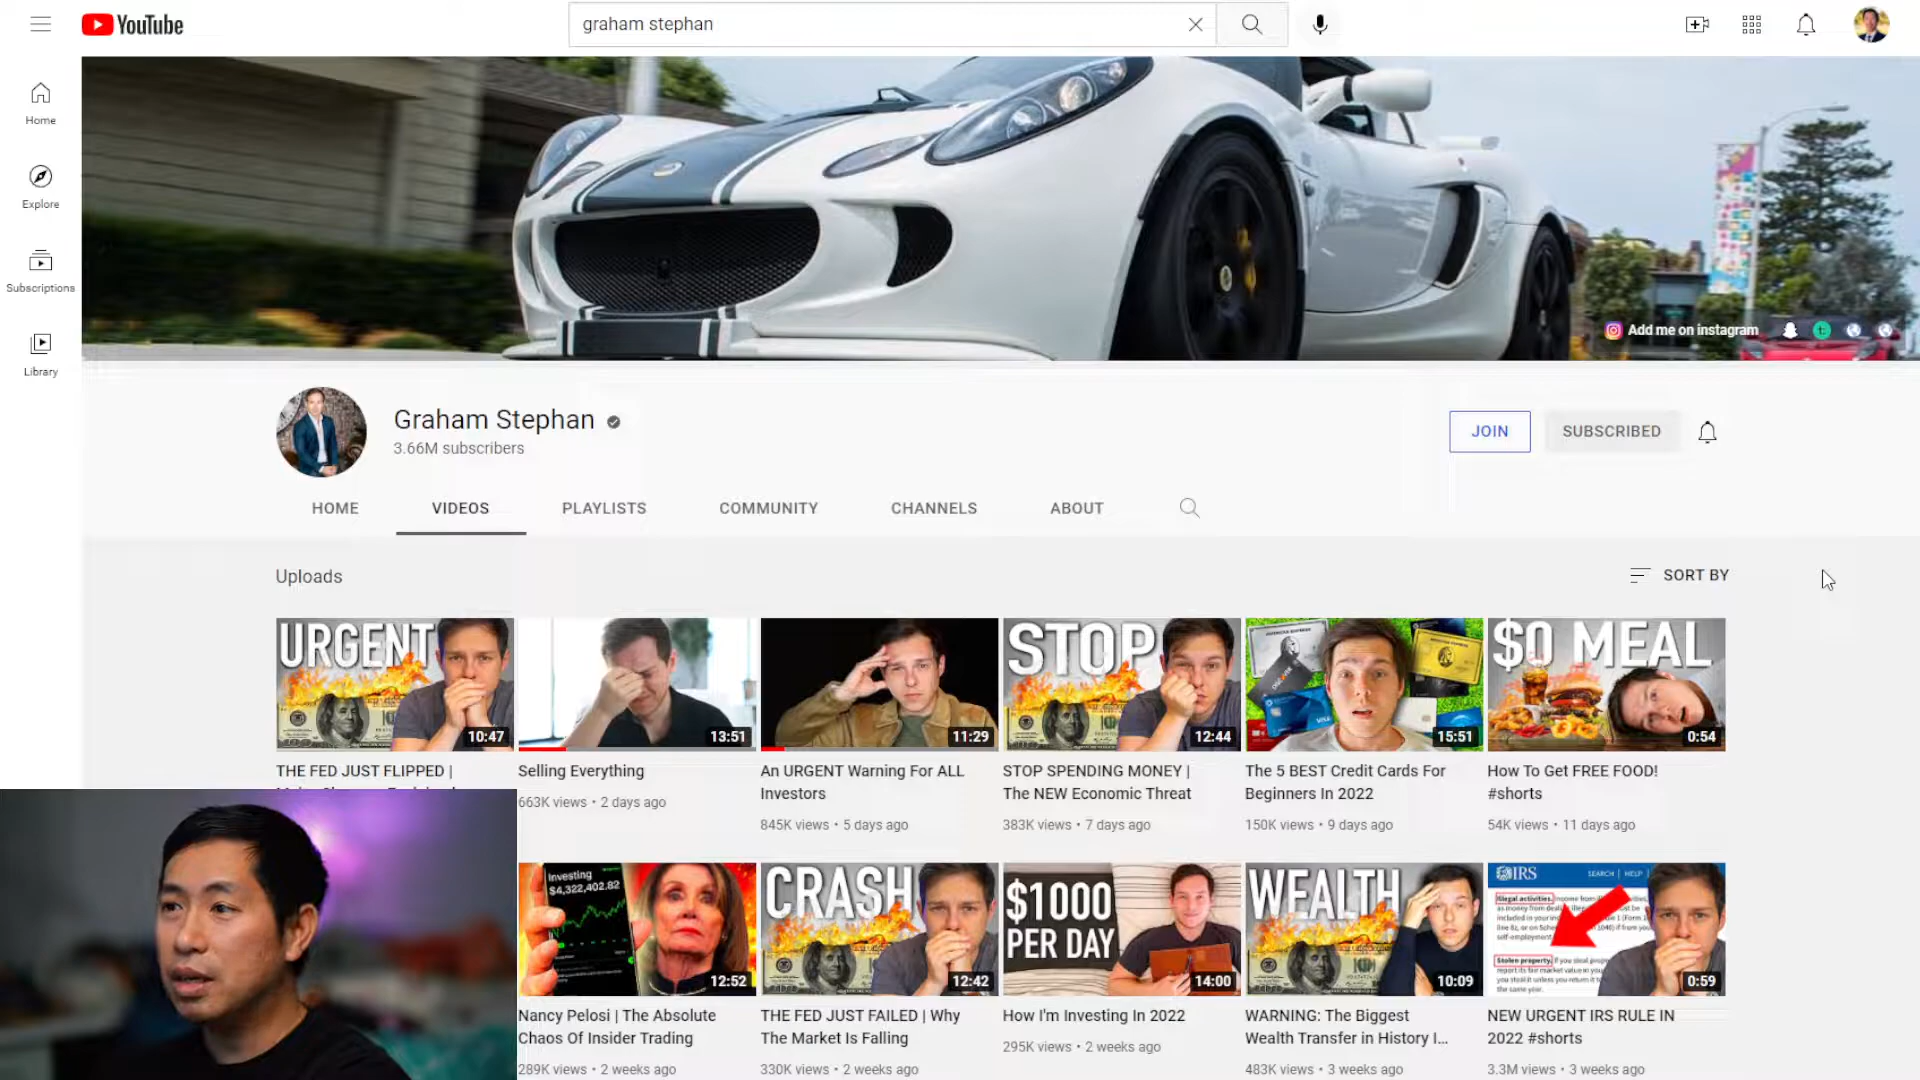 YouTube
graham stephan
Home
Explore
Subscriptions
Library
Add me on instagram
Graham Stephan
3.66M subscribers
JOIN
SUBSCRIBED
HOME
VIDEOS
PLAYLISTS
COMMUNITY
CHANNELS
ABOUT
Uploads
SORT BY
URGENT
10:47
13:51
11:29
STOP
12:44
15:51
$0 MEAL
0:54
THE FED JUST FLIPPED |
Selling Everything
663K views • 2 days ago
An URGENT Warning For ALL
Investors
845K views • 5 days ago
STOP SPENDING MONEY |
The NEW Economic Threat
383K views • 7 days ago
The 5 BEST Credit Cards For
Beginners In 2022
150K views • 9 days ago
How To Get FREE FOOD!
#shorts
54K views • 11 days ago
Investing
$4,322,402.82
12:52
CRASH
12:42
$1000
PER DAY
14:00
WEALTH
10:09
IRS
SEARCH | HELP |
Illegal activities.
Stolen property.
the same year.
0:59
Nancy Pelosi | The Absolute
Chaos Of Insider Trading
289K views • 2 weeks ago
THE FED JUST FAILED | Why
The Market Is Falling
330K views • 2 weeks ago
How I'm Investing In 2022
295K views • 2 weeks ago
WARNING: The Biggest
Wealth Transfer in History I...
483K views • 3 weeks ago
NEW URGENT IRS RULE IN
2022 #shorts
3.3M views • 3 weeks ago